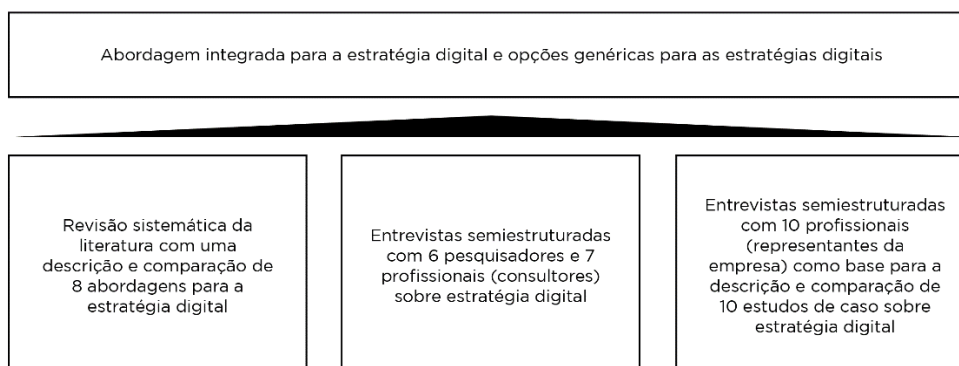 Abordagem integrada para a estratégia digital e opções genéricas para as estratégias digitais
Revisão sistemática da
literatura com uma
descrição e comparação de
8 abordagens para a
estratégia digital
Entrevistas semiestruturadas
com 6 pesquisadores e 7
profissionais (consultores)
sobre estratégia digital
Entrevistas semiestruturadas
com 10 profissionais
(representantes da
empresa) como base para a
descrição e comparação de
10 estudos de caso sobre
estratégia digital